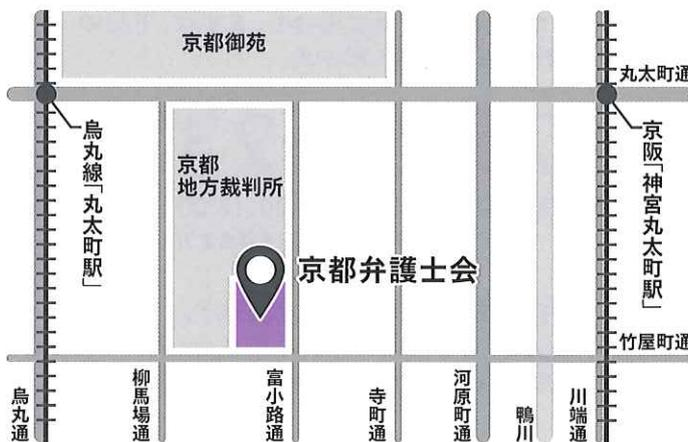 京都御苑
丸太町通
烏丸線「丸太町駅」
京都
地方裁判所
京阪「神宮丸太町駅」
京都弁護士会
竹屋町通
烏丸通
柳馬場通
富小路通
寺町通
河原町通
鴨川
川端通